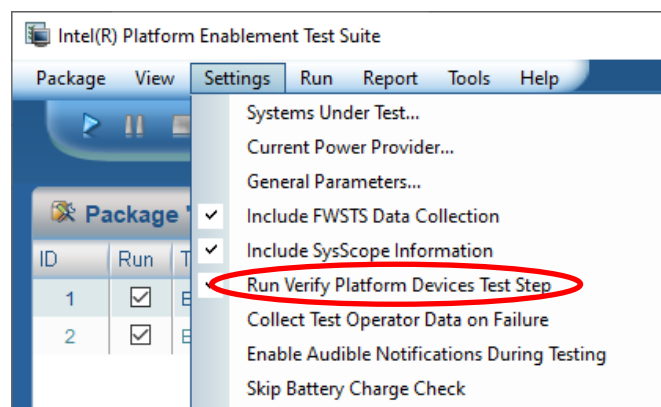 Intel(R) Platform Enablement Test Suite
Package View Settings Run Report Tools Help
Systems Under Test...
Current Power Provider...
General Parameters...
Package '
Include FWSTS Data Collection
Include SysScope Information
ID Run T
Run Verify Platform Devices Test Step
1 E
Collect Test Operator Data on Failure
2 E
Enable Audible Notifications During Testing
Skip Battery Charge Check